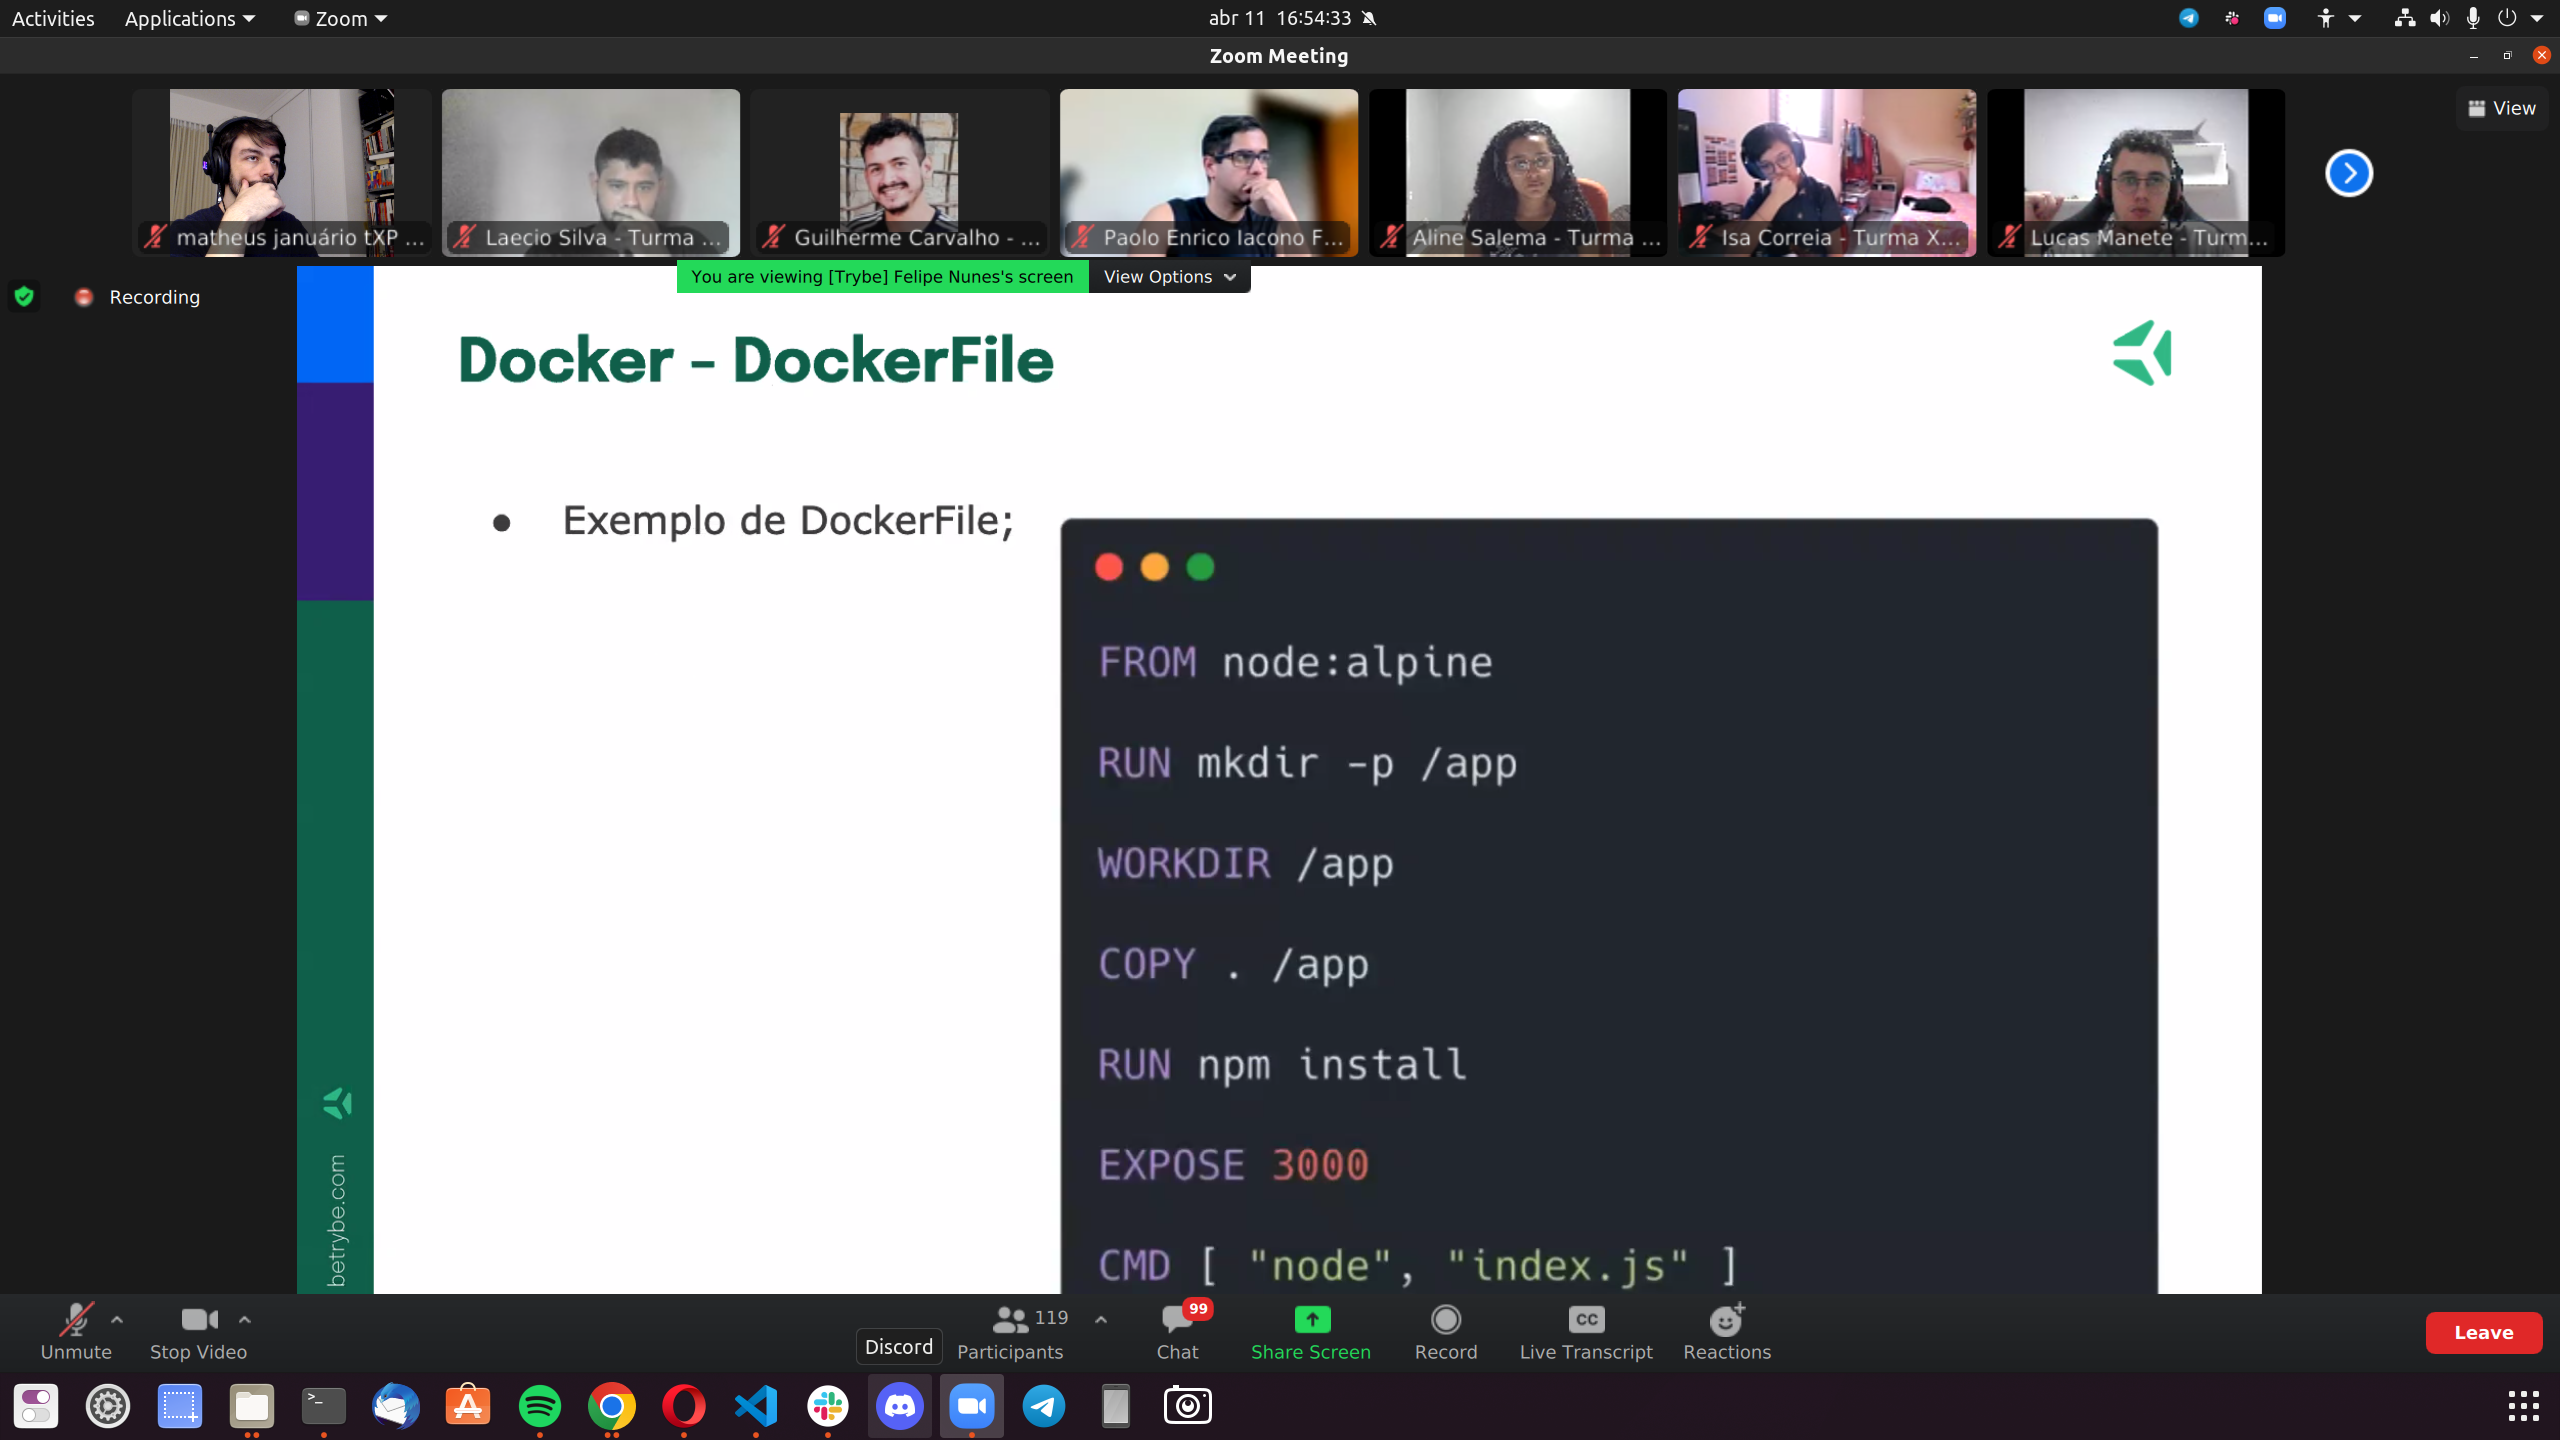 Activities
Applications
Zoom
abr 11 16:54:33
Zoom Meeting
matheus januário tXP ...
Laecio Silva - Turma ...
Guilherme Carvalho - ...
Paolo Enrico Iacono F...
Aline Salema - Turma ...
Isa Correia - Turma X...
Lucas Manete - Turm...
View
You are viewing [Trybe] Felipe Nunes's screen
View Options
Recording
Docker - DockerFile
● Exemplo de DockerFile;
FROM node:alpine
RUN mkdir -p /app
WORKDIR /app
COPY . /app
RUN npm install
EXPOSE 3000
CMD [ "node", "index.js" ]
betrybe.com
Unmute
Stop Video
Discord
119
Participants
99
Chat
Share Screen
Record
CC
Live Transcript
Reactions
Leave